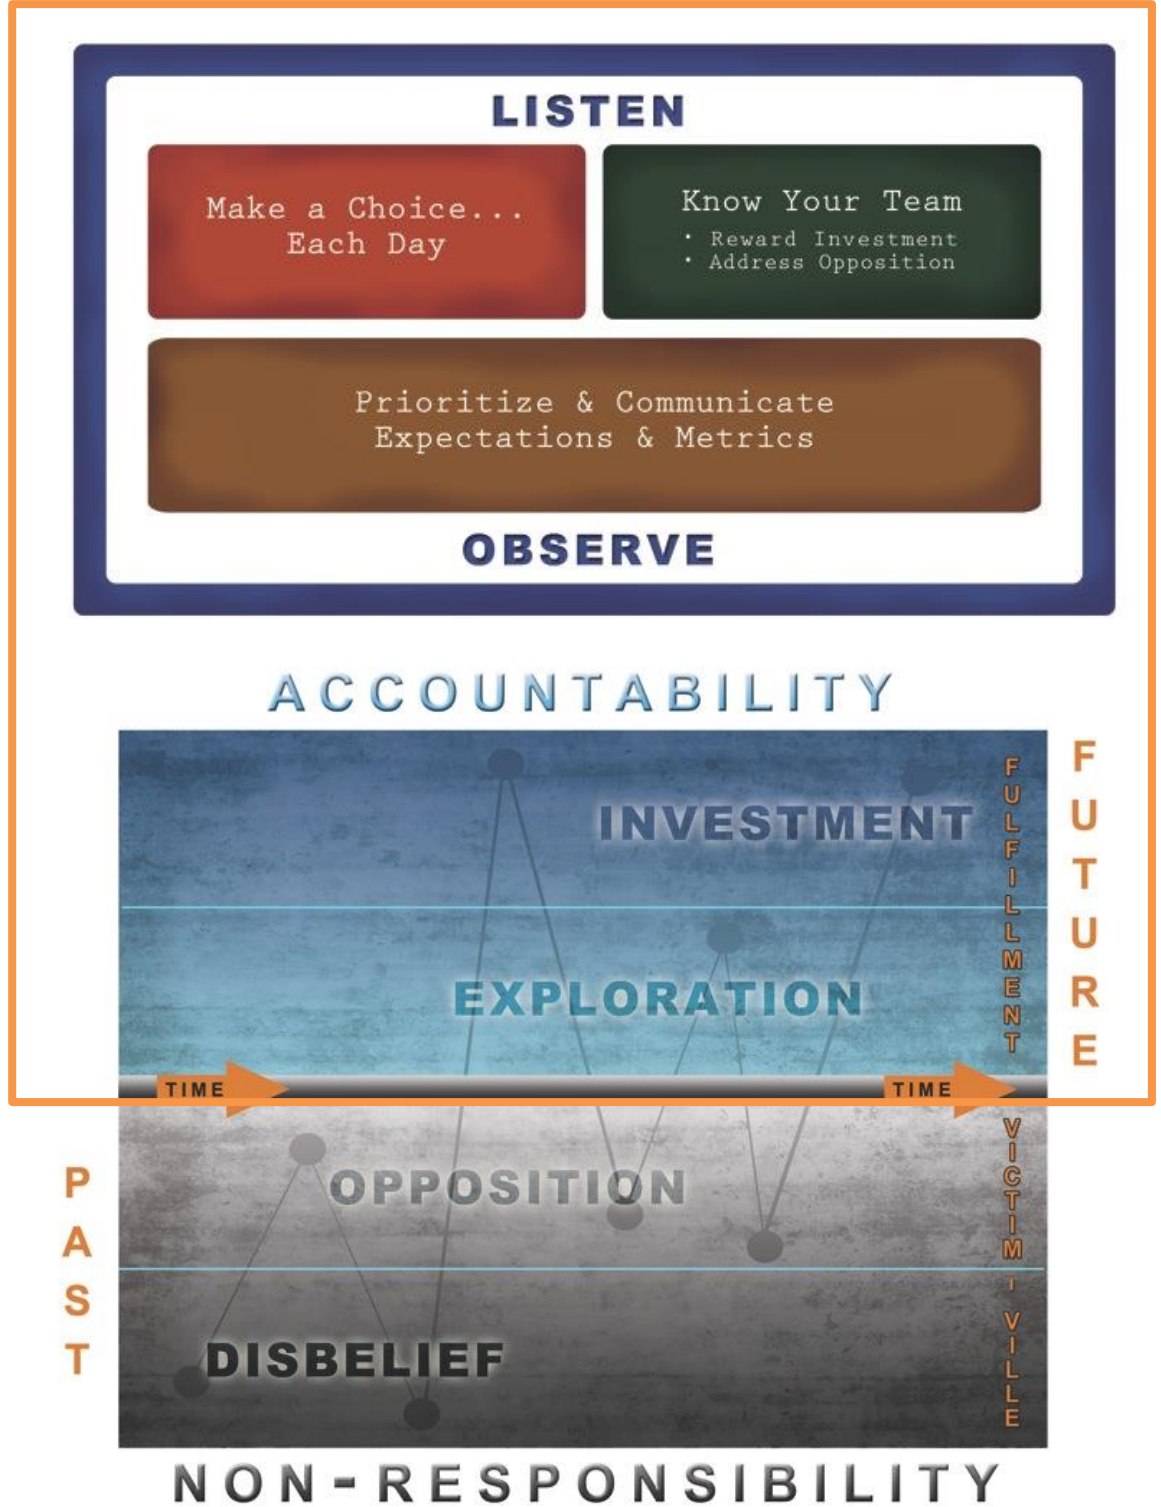 LISTEN
Make a Choice...
Each Day
Know Your Team
• Reward Investment
• Address Opposition
Prioritize & Communicate
Expectations & Metrics
OBSERVE
ACCOUNTABILITY
INVESTMENT
FULFILLMENT
FUTURE
EXPLORATION
TIME
TIME
PAST
OPPOSITION
VICTIM-VILLE
DISBELIEF
NON-RESPONSIBILITY